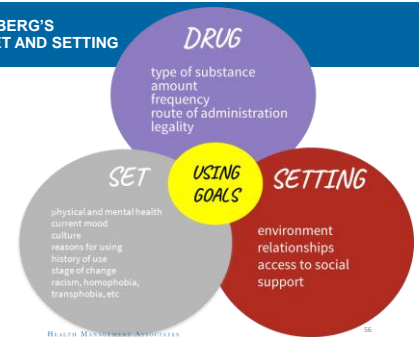 BERG'S
ET AND SETTING
DRUG
type of substance
amount
frequency
route of administration
legality
SET
physical and mental health
current mood
culture
reasons for using
history of use
stage of change
racism, homophobia,
transphobia, etc
USING
GOALS
SETTING
environment
relationships
access to social
support
HEALTH MANAGEMENT ASSOCIATES
56